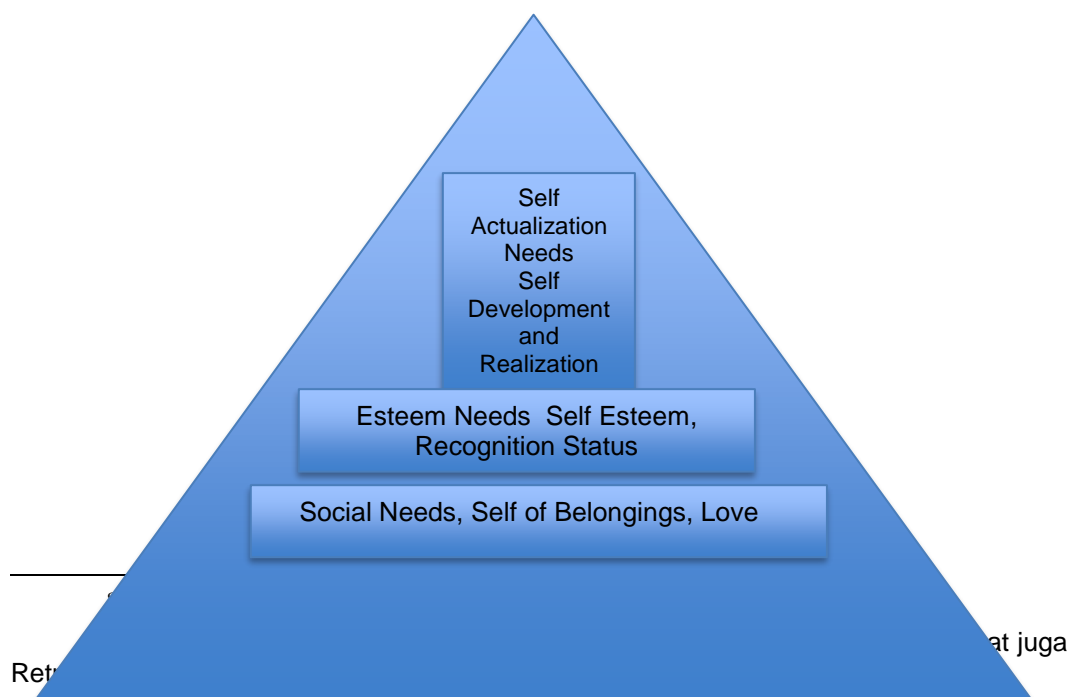 Self
Actualization
Needs
Self
Development
and
Realization
Esteem Needs  Self Esteem,
Recognition Status
Social Needs, Self of Belongings, Love
juga